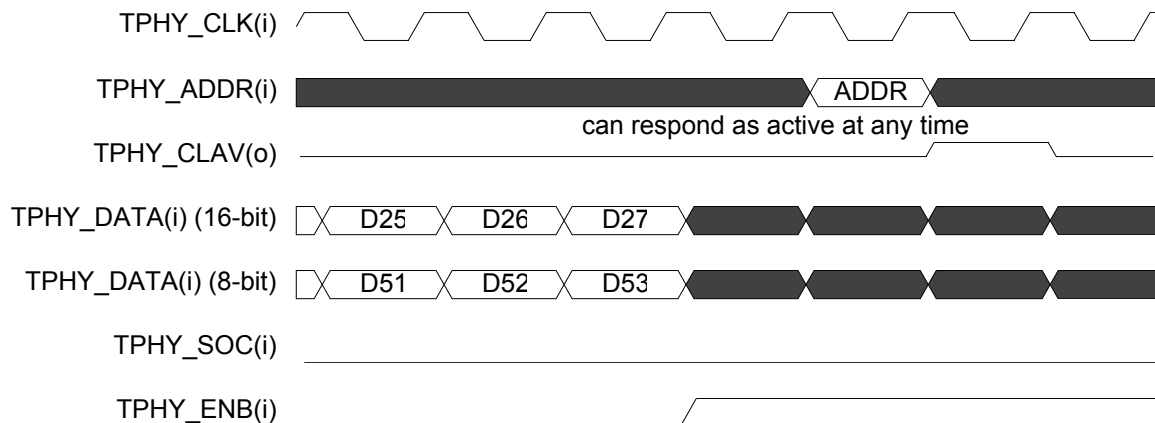 TPHY_CLK(i)
TPHY_ADDR(i) ADDR
can respond as active at any time
TPHY_CLAV(o)
TPHY_DATA(i) (16-bit) D25 D26 D27
TPHY_DATA(i) (8-bit) D51 D52 D53
TPHY_SOC(i)
TPHY_ENB(i)